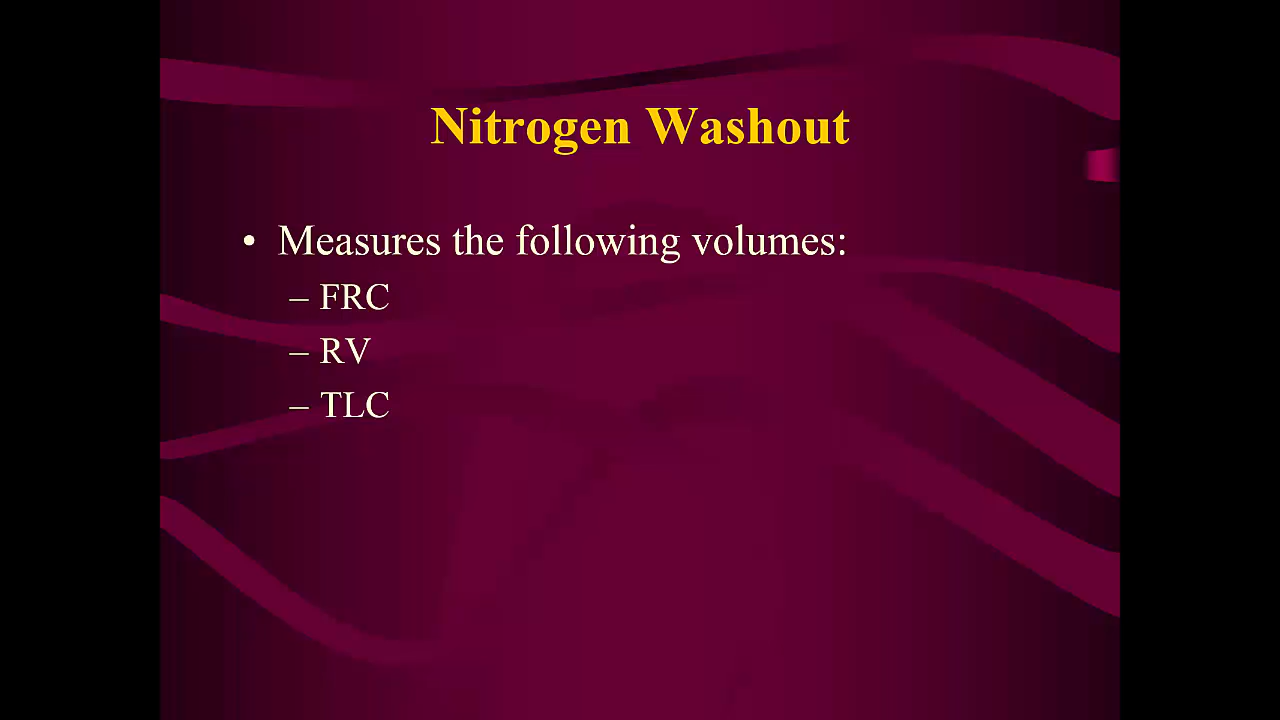 Nitrogen Washout
• Measures the following volumes:
– FRC
– RV
– TLC